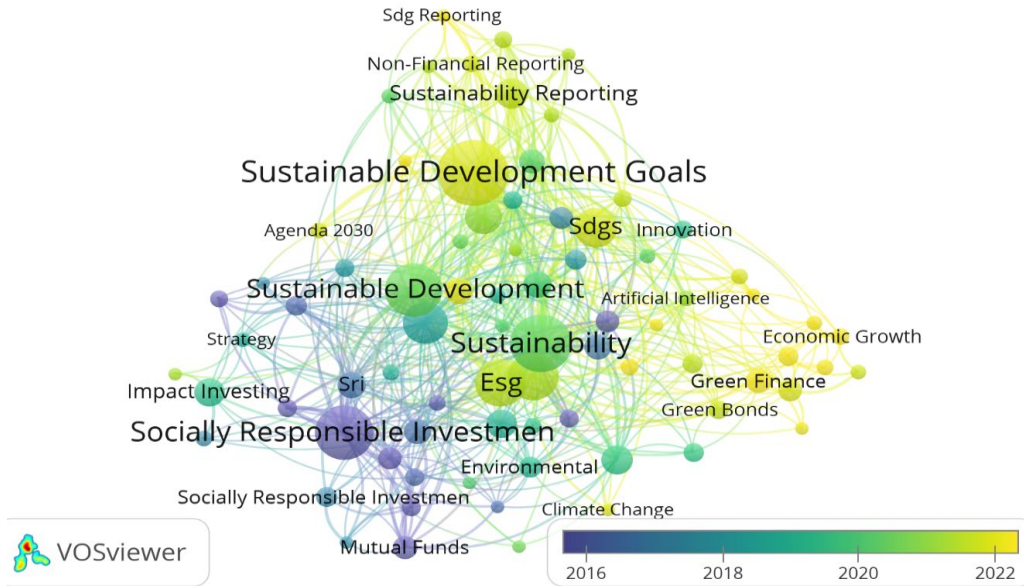 Sdg Reporting
Non-Financial Reporting
Sustainability Reporting
Sustainable Development Goals
Agenda 2030
Sdgs
Innovation
Sustainable Development
Artificial Intelligence
Strategy
Sustainability
Economic Growth
Impact Investing
Sri
Esg
Green Finance
Green Bonds
Socially Responsible Investmen
Environmental
Socially Responsible Investmen
Climate Change
Mutual Funds
VOSviewer
2016 2018 2020 2022